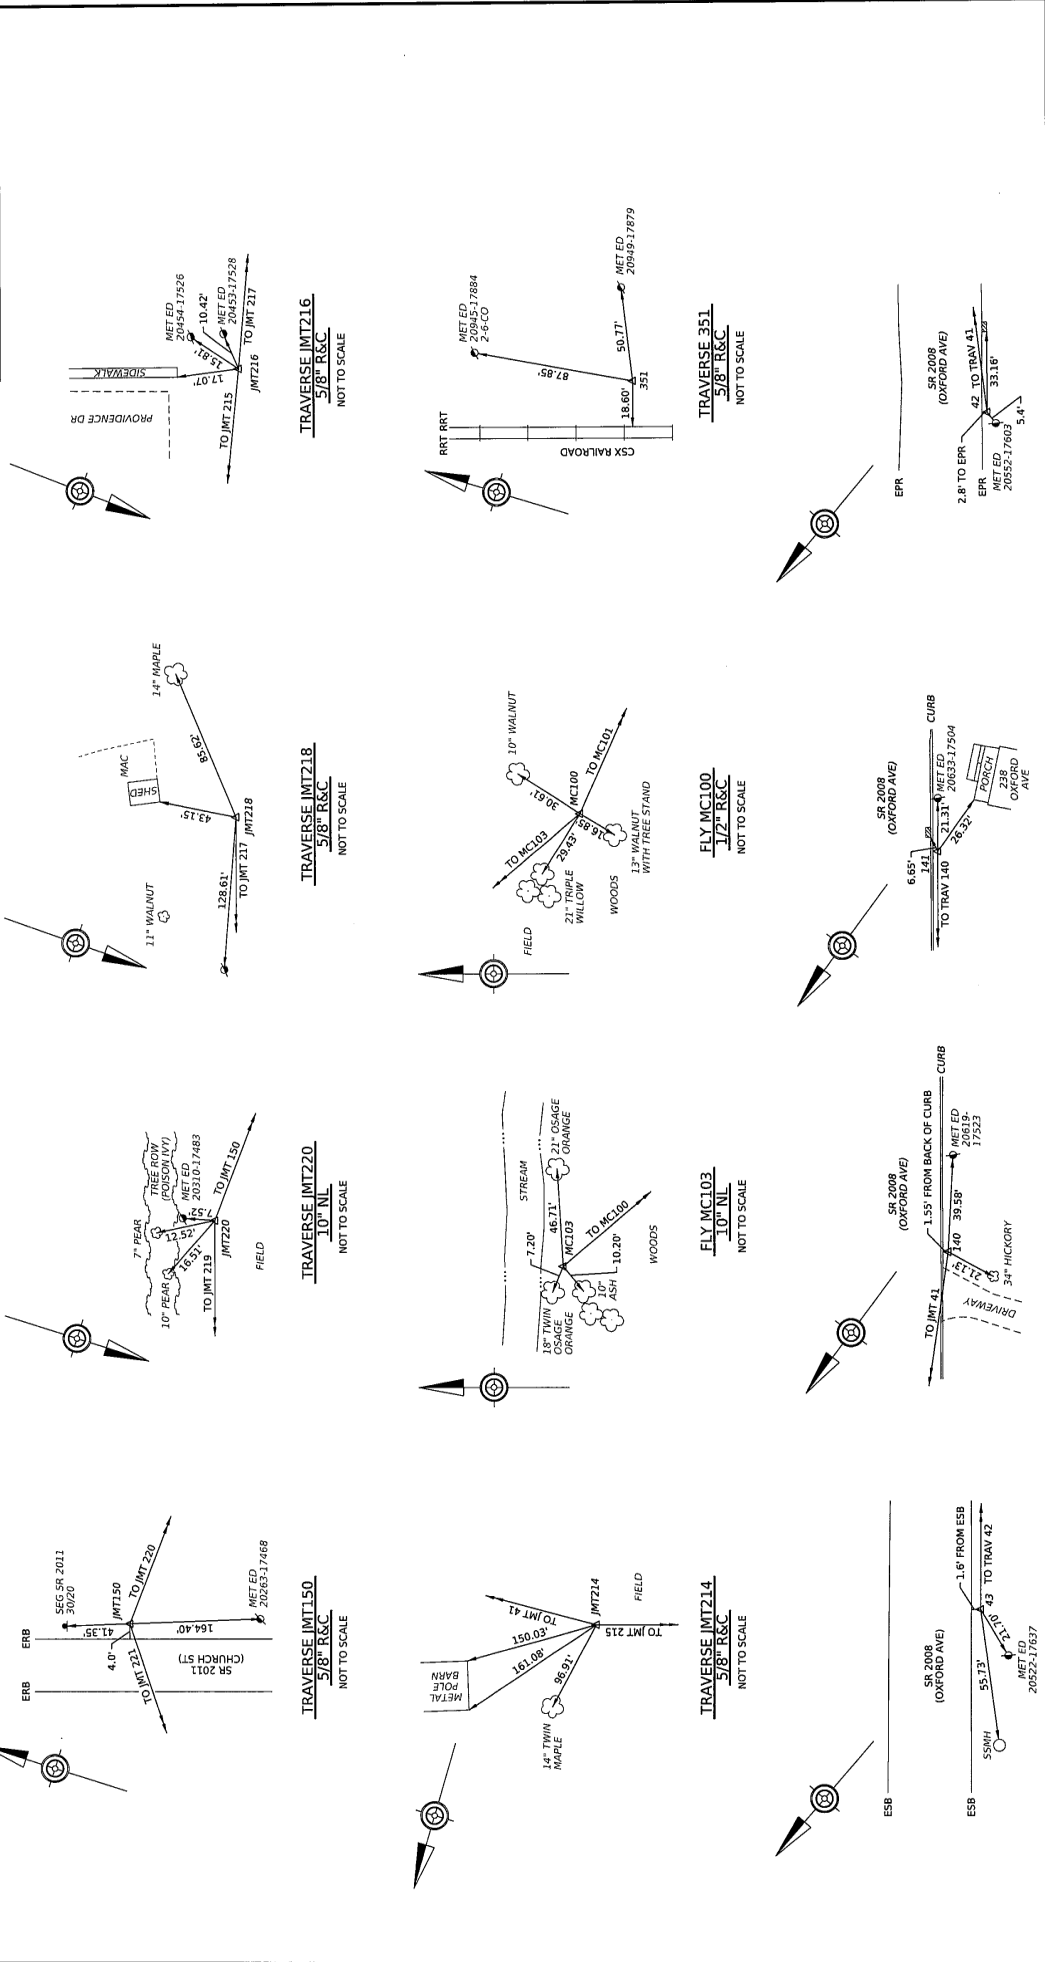 ERB
ERB
SEG SR 2011
30/20
JMT150
41.35'
4.0'
TO JMT 220
TO JMT 221
SR 2011
(CHURCH ST)
164.40'
MET ED
20263-17468
TRAVERSE JMT150
5/8" R&C
NOT TO SCALE
7" PEAR
TREE ROW
(POISON IVY)
MET ED
20310-17483
10" PEAR
12.52'
7.52'
16.51'
TO JMT 150
TO JMT 219
JMT220
FIELD
TRAVERSE JMT220
10" NL
NOT TO SCALE
14" MAPLE
MAC
SHED
11" WALNUT
85.62'
43.15'
128.61'
TO JMT 217
JMT218
TRAVERSE JMT218
5/8" R&C
NOT TO SCALE
PROVIDENCE DR
SIDEWALK
MET ED
20454-17526
10.42'
MET ED
20453-17528
15.81'
17.07'
TO JMT 215
TO JMT 217
JMT216
TRAVERSE JMT216
5/8" R&C
NOT TO SCALE
METAL
POLE
BARN
TO JMT 41
150.03'
161.08'
96.91'
14" TWIN
MAPLE
JMT214
FIELD
TO JMT 215
TRAVERSE JMT214
5/8" R&C
NOT TO SCALE
STREAM
7.20'
46.71'
21" OSAGE
ORANGE
MC103
18" TWIN
OSAGE
ORANGE
10"
ASH
10.20'
TO MC100
WOODS
FLY MC103
10" NL
NOT TO SCALE
10" WALNUT
TO MC103
30.61'
MC100
FIELD
29.43'
16.85'
TO MC101
21" TRIPLE
WILLOW
13" WALNUT
WITH TREE STAND
WOODS
FLY MC100
1/2" R&C
NOT TO SCALE
RRT RRT
MET ED
20945-17884
2-6-CO
CSX RAILROAD
87.85'
18.60'
50.77'
MET ED
20949-17879
351
TRAVERSE 351
5/8" R&C
NOT TO SCALE
ESB
SR 2008
(OXFORD AVE)
1.6' FROM ESB
ESB
43
TO TRAV 42
55.73'
21.70'
SSMH
MET ED
20522-17637
SR 2008
(OXFORD AVE)
1.55' FROM BACK OF CURB
CURB
TO JMT 41
140
39.58'
MET ED
20619-
17523
21.13'
DRIVEWAY
34" HICKORY
SR 2008
(OXFORD AVE)
6.65'
CURB
141
TO TRAV 140
21.31'
MET ED
20633-17504
26.32'
PORCH
238
OXFORD
AVE
EPR
SR 2008
(OXFORD AVE)
2.8' TO EPR
EPR
42
TO TRAV 41
33.16'
MET ED
20552-17603
5.4'